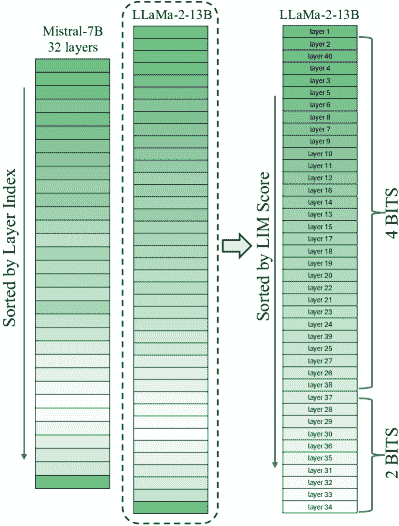 Mistral-7B
32 layers
LLaMa-2-13B
LLaMa-2-13B
Sorted by Layer Index
Sorted by LIM Score
layer 1
layer 2
layer 40
layer 4
layer 3
layer 5
layer 6
layer 8
layer 7
layer 9
layer 10
layer 11
layer 12
layer 16
layer 14
layer 13
layer 15
layer 17
layer 18
layer 19
layer 20
layer 22
layer 21
layer 23
layer 24
layer 39
layer 25
layer 27
layer 26
layer 38
layer 37
layer 28
layer 29
layer 30
layer 36
layer 35
layer 31
layer 32
layer 33
layer 34
4 BITS
2 BITS